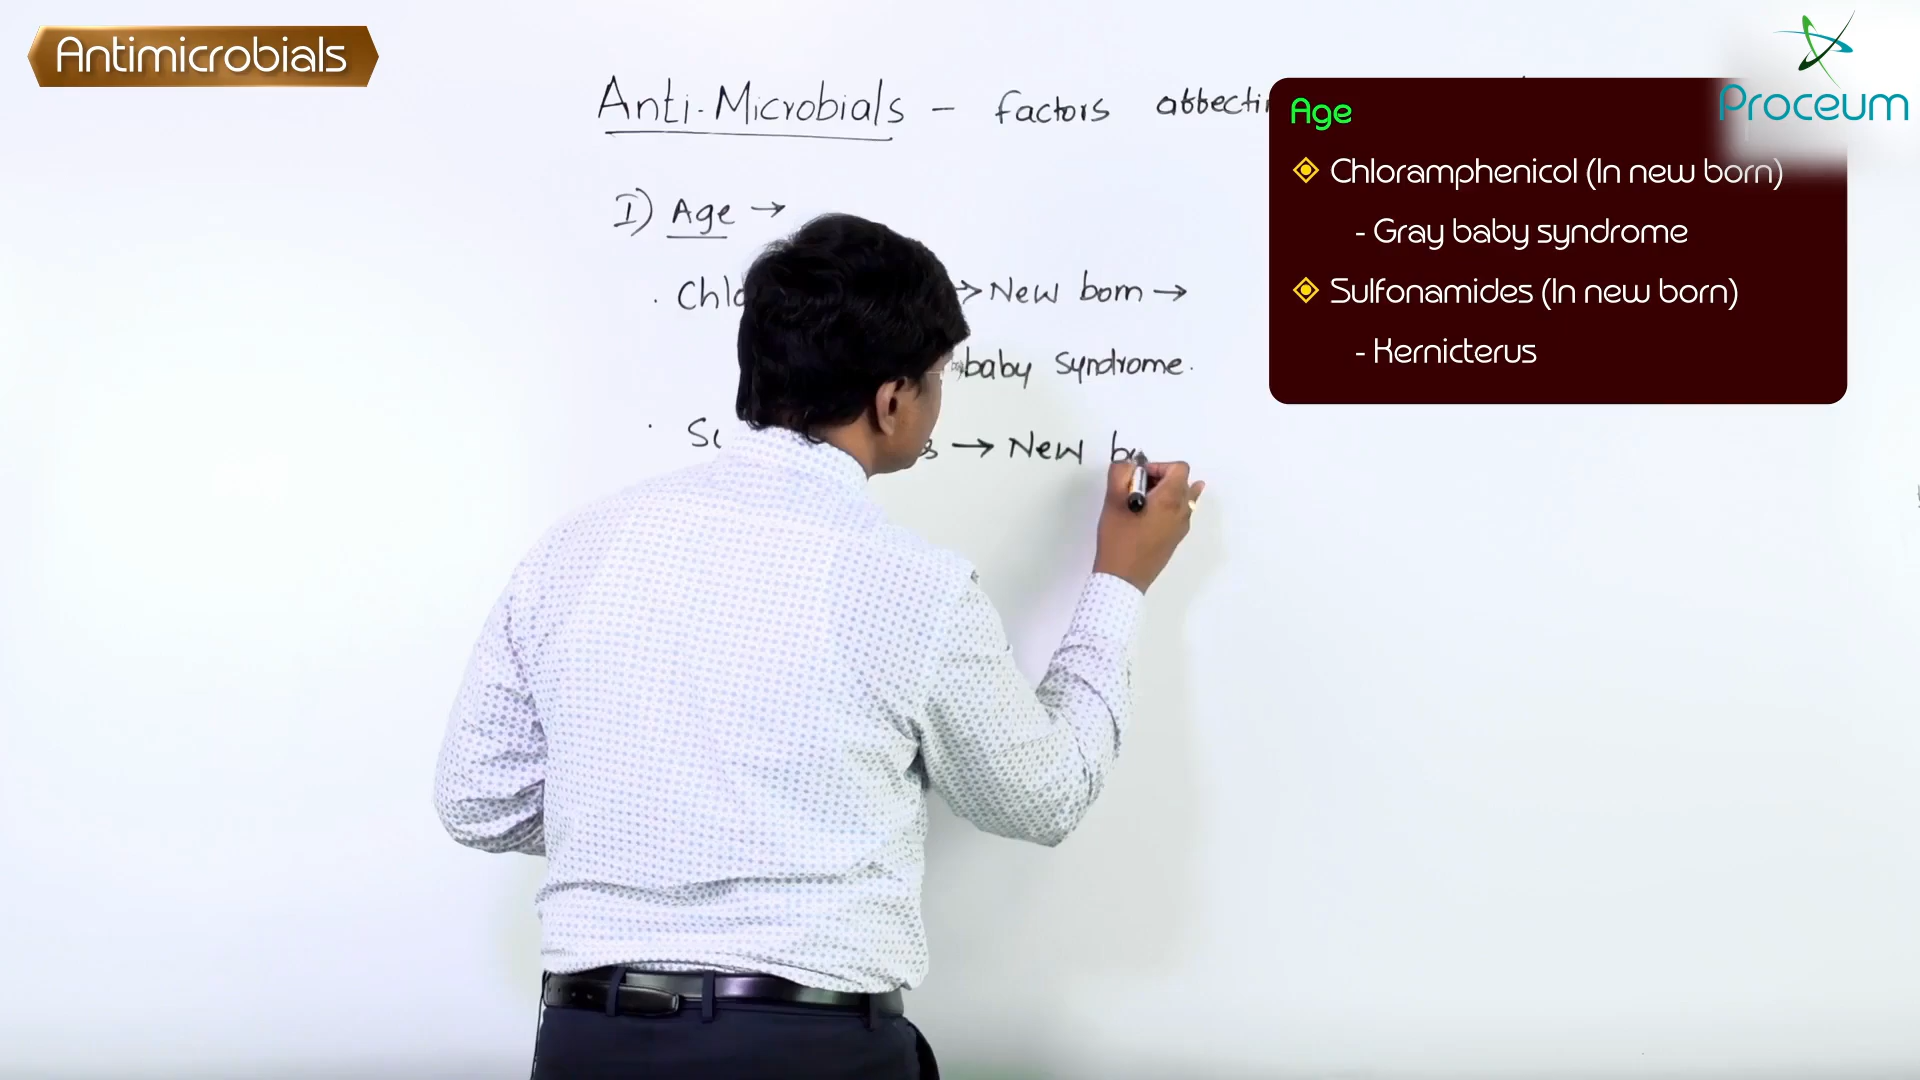 Antimicrobials
Proceum
Anti-Microbials - factors
I) Age →
. Chlo → New born →
baby syndrome.
. → New
Age
Chloramphenicol (In new born)
- Gray baby syndrome
Sulfonamides (In new born)
- Kernicterus